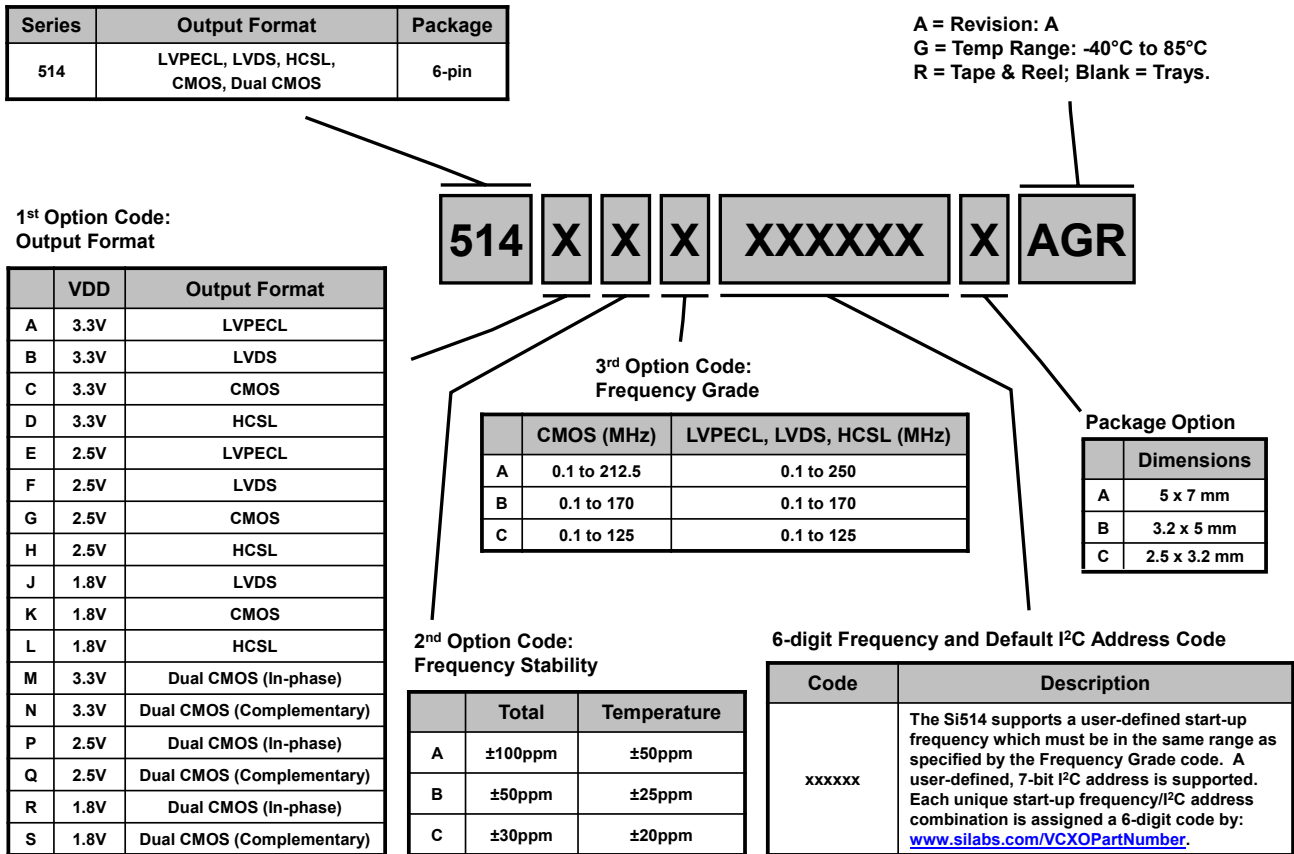 Series Output Format Package
514 LVPECL, LVDS, HCSL, CMOS, Dual CMOS 6-pin
A = Revision: A
G = Temp Range: -40°C to 85°C
R = Tape & Reel; Blank = Trays.
514 X X X XXXXXX X AGR
1st Option Code:
Output Format
VDD Output Format
A 3.3V LVPECL
B 3.3V LVDS
C 3.3V CMOS
D 3.3V HCSL
E 2.5V LVPECL
F 2.5V LVDS
G 2.5V CMOS
H 2.5V HCSL
J 1.8V LVDS
K 1.8V CMOS
L 1.8V HCSL
M 3.3V Dual CMOS (In-phase)
N 3.3V Dual CMOS (Complementary)
P 2.5V Dual CMOS (In-phase)
Q 2.5V Dual CMOS (Complementary)
R 1.8V Dual CMOS (In-phase)
S 1.8V Dual CMOS (Complementary)
3rd Option Code:
Frequency Grade
CMOS (MHz) LVPECL, LVDS, HCSL (MHz)
A 0.1 to 212.5 0.1 to 250
B 0.1 to 170 0.1 to 170
C 0.1 to 125 0.1 to 125
Package Option
Dimensions
A 5 x 7 mm
B 3.2 x 5 mm
C 2.5 x 3.2 mm
2nd Option Code:
Frequency Stability
Total Temperature
A ±100ppm ±50ppm
B ±50ppm ±25ppm
C ±30ppm ±20ppm
6-digit Frequency and Default I2C Address Code
Code Description
xxxxxx
The Si514 supports a user-defined start-up
frequency which must be in the same range as
specified by the Frequency Grade code. A
user-defined, 7-bit I2C address is supported.
Each unique start-up frequency/I2C address
combination is assigned a 6-digit code by:
www.silabs.com/VCXOPartNumber.